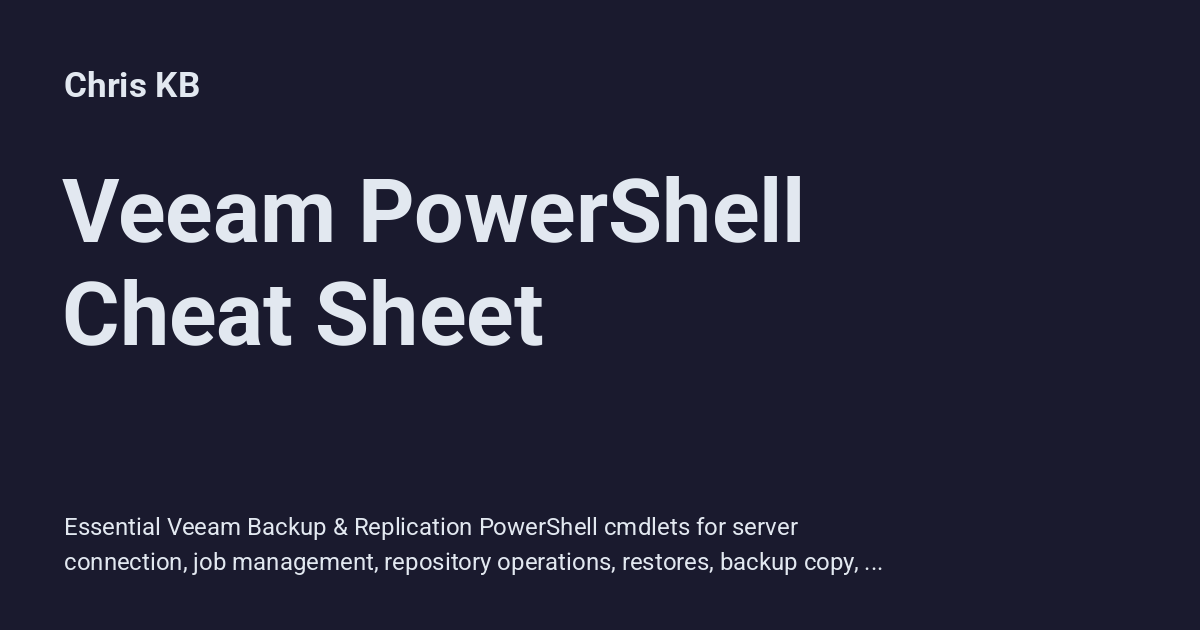 Chris KB
Veeam PowerShell
Cheat Sheet
Essential Veeam Backup & Replication PowerShell cmdlets for server
connection, job management, repository operations, restores, backup copy, ...